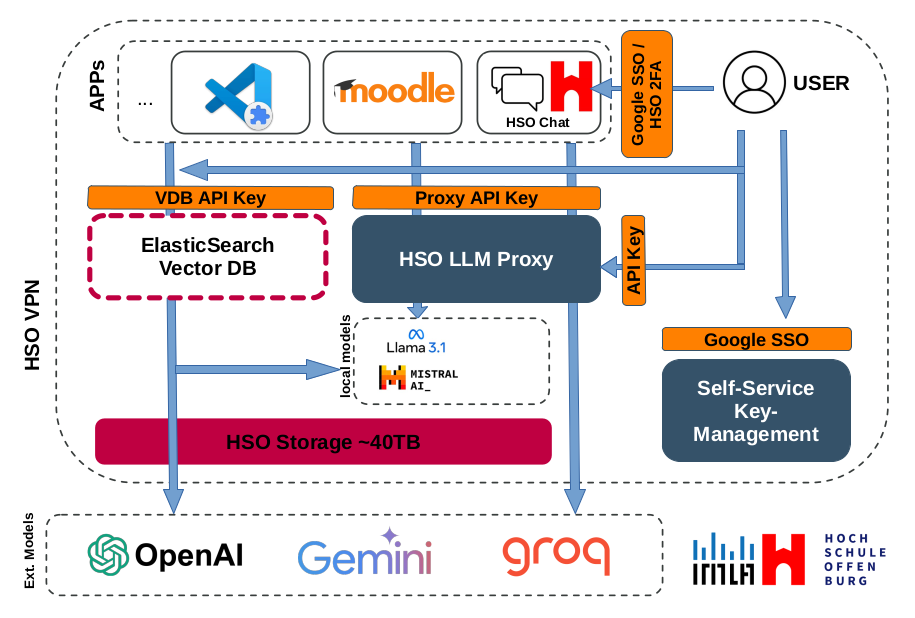 APPs
...
moodle
HSO Chat
Google SSO /
HSO 2FA
USER
VDB API Key
Proxy API Key
ElasticSearch
Vector DB
HSO LLM Proxy
API Key
HSO VPN
local models
Llama 3.1
MISTRAL
AI_
Google SSO
Self-Service
Key-
Management
HSO Storage ~40TB
Ext. Models
OpenAI
Gemini
groq
HOCH
SCHULE
OFFEN
BURG